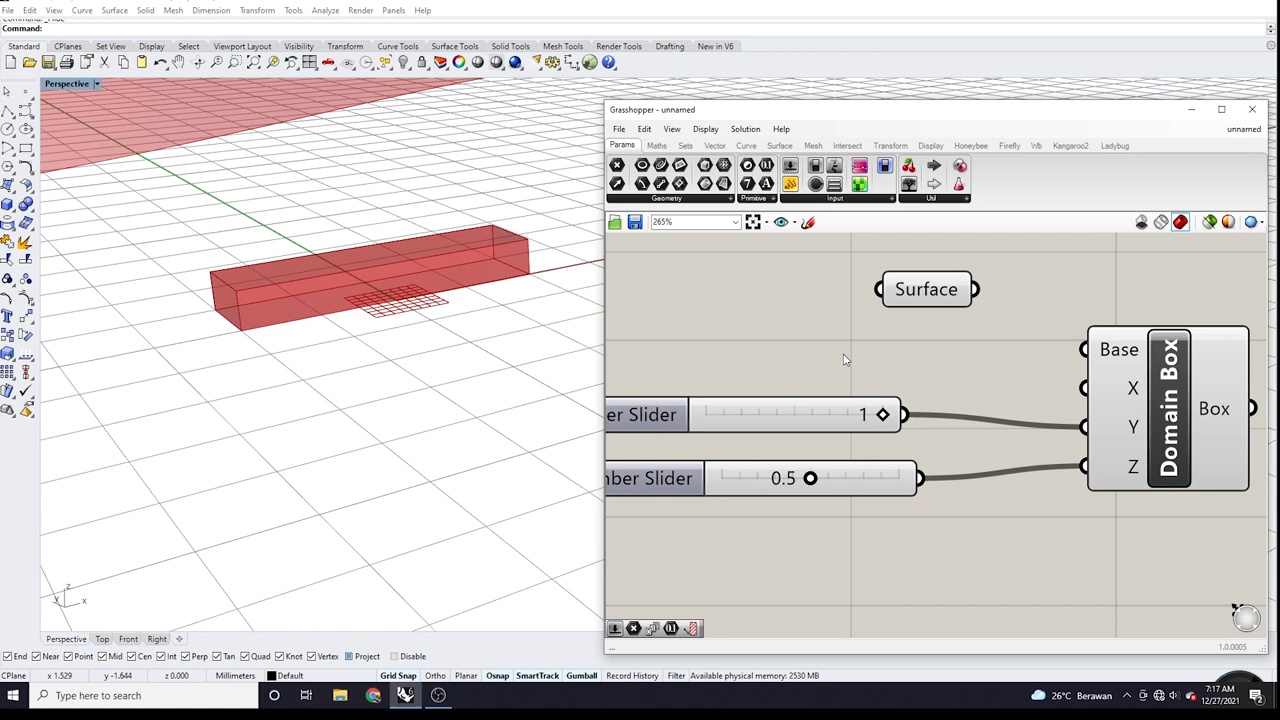 File Edit View Curve Surface Solid Mesh Dimension Transform Tools Analyze Render Panels Help
Command:
Standard CPlanes Set View Display Select Viewport Layout Visibility Transform Curve Tools Surface Tools Solid Tools Mesh Tools Render Tools Drafting New in V6
Perspective
z
y x
Perspective Top Front Right
End Near Point Mid Cen Int Perp Tan Quad Knot Vertex Project Disable
CPlane x 1.529 y -1.644 z 0.000 Millimeters Default Grid Snap Ortho Planar Osnap SmartTrack Gumball Record History Filter Available physical memory: 2530 MB
Grasshopper - unnamed
File Edit View Display Solution Help unnamed
Params Maths Sets Vector Curve Surface Mesh Intersect Transform Display Honeybee Firefly Wb Kangaroo2 Ladybug
Geometry Primitive Input Util
265%
Surface
Base
X
Y
Z
Domain Box
Box
er Slider 1
ber Slider 0.5
... 1.0.0005
Type here to search
26°C Berawan 7:17 AM
12/27/2021